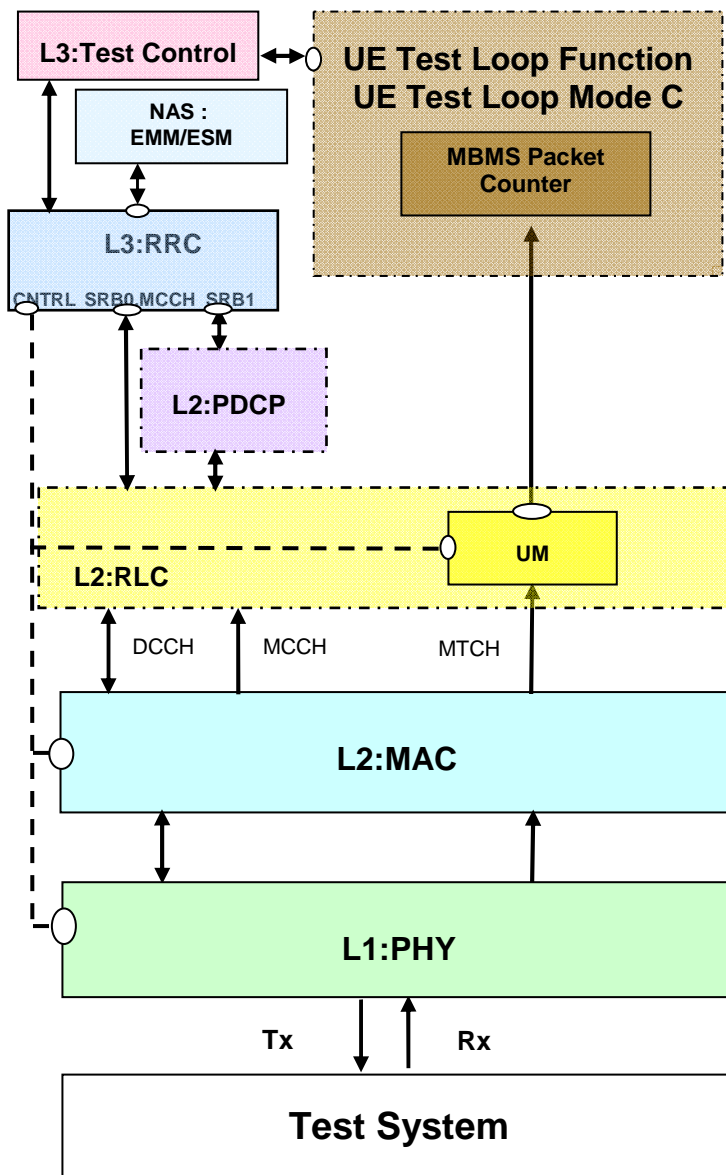 L3:Test Control
UE Test Loop Function
UE Test Loop Mode C
NAS :
EMM/ESM
MBMS Packet
Counter
L3:RRC
CNTRL SRB0 MCCH SRB1
L2:PDCP
UM
L2:RLC
DCCH MCCH MTCH
L2:MAC
L1:PHY
Tx Rx
Test System